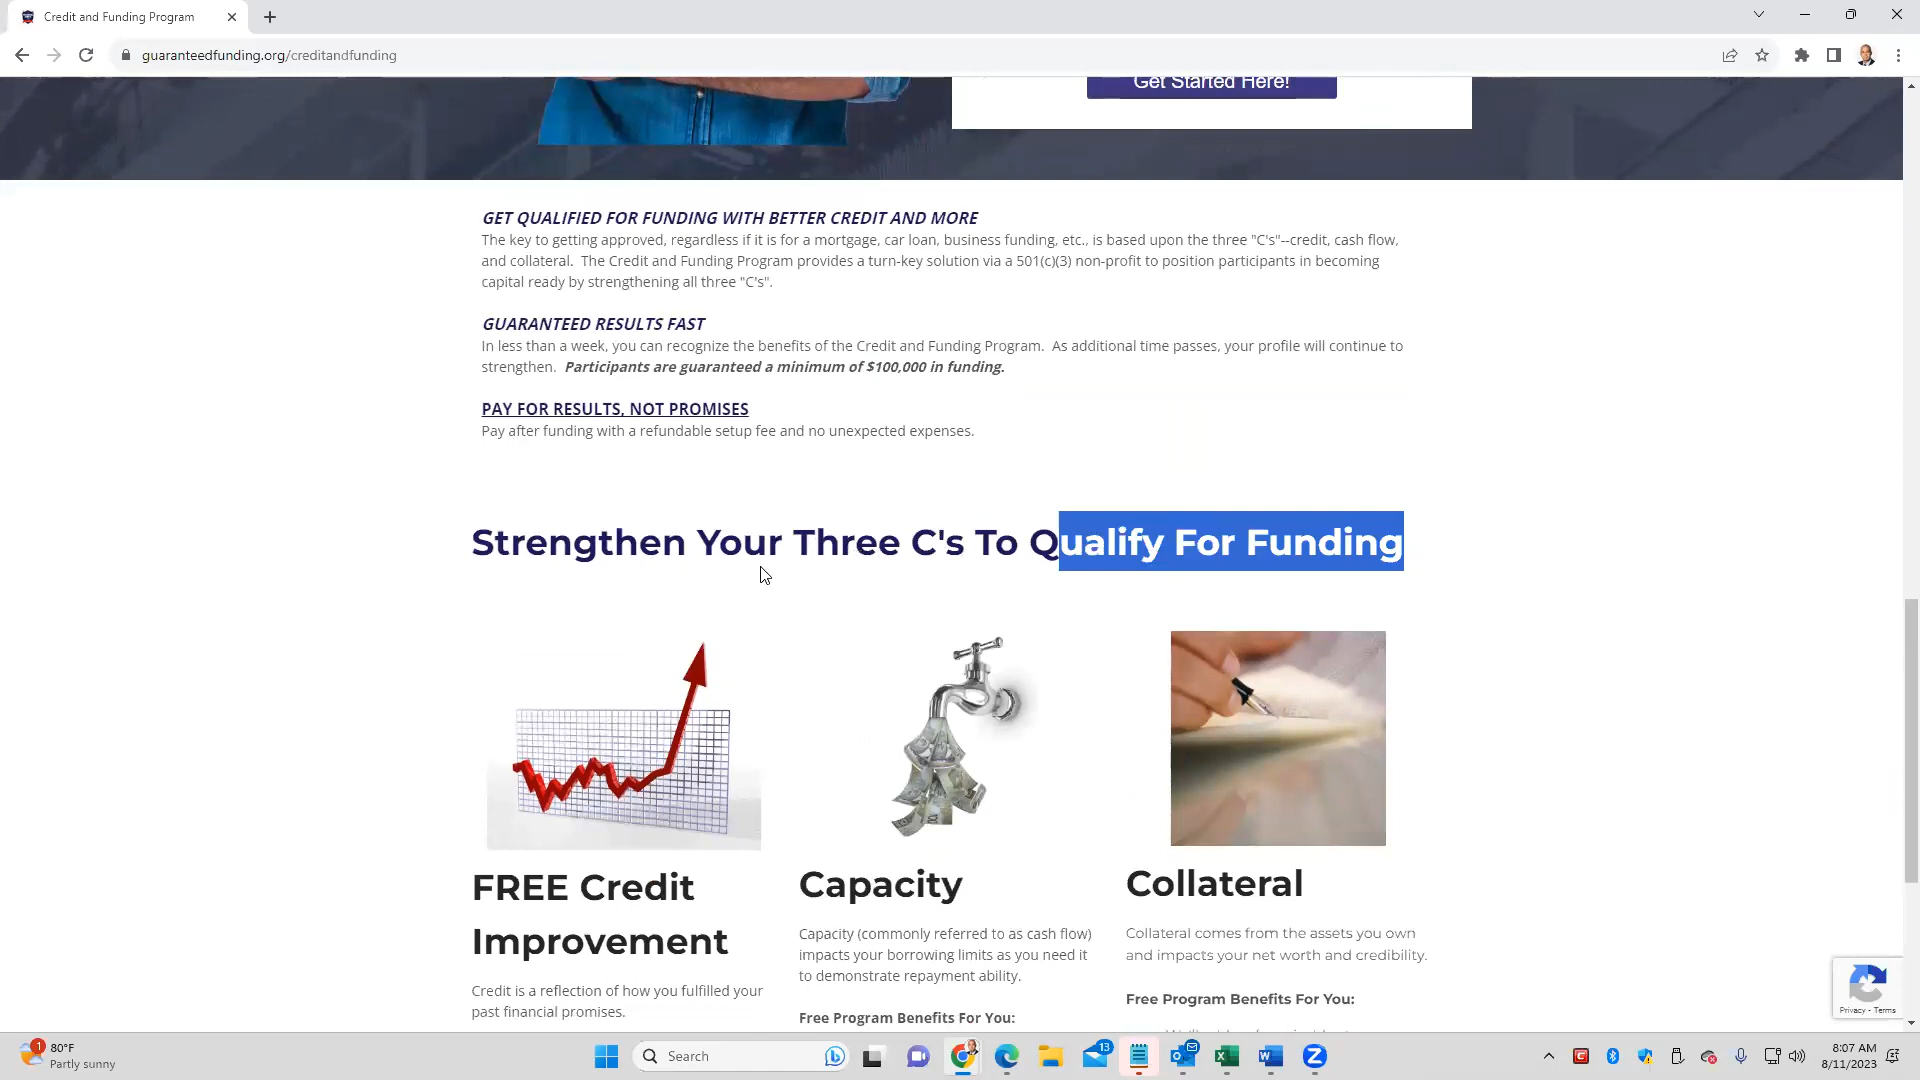 Credit and Funding Program
guaranteedfunding.org/creditandfunding
Get Started Here!
GET QUALIFIED FOR FUNDING WITH BETTER CREDIT AND MORE
The key to getting approved, regardless if it is for a mortgage, car loan, business funding, etc., is based upon the three "C's"--credit, cash flow,
and collateral. The Credit and Funding Program provides a turn-key solution via a 501(c)(3) non-profit to position participants in becoming
capital ready by strengthening all three "C's".
GUARANTEED RESULTS FAST
In less than a week, you can recognize the benefits of the Credit and Funding Program. As additional time passes, your profile will continue to
strengthen. Participants are guaranteed a minimum of $100,000 in funding.
PAY FOR RESULTS, NOT PROMISES
Pay after funding with a refundable setup fee and no unexpected expenses.
Strengthen Your Three C's To Qualify For Funding
FREE Credit
Improvement
Credit is a reflection of how you fulfilled your
past financial promises.
Capacity
Capacity (commonly referred to as cash flow)
impacts your borrowing limits as you need it
to demonstrate repayment ability.
Free Program Benefits For You:
Collateral
Collateral comes from the assets you own
and impacts your net worth and credibility.
Free Program Benefits For You:
Privacy - Terms
1
80°F
Partly sunny
Search
13
8:07 AM
8/11/2023